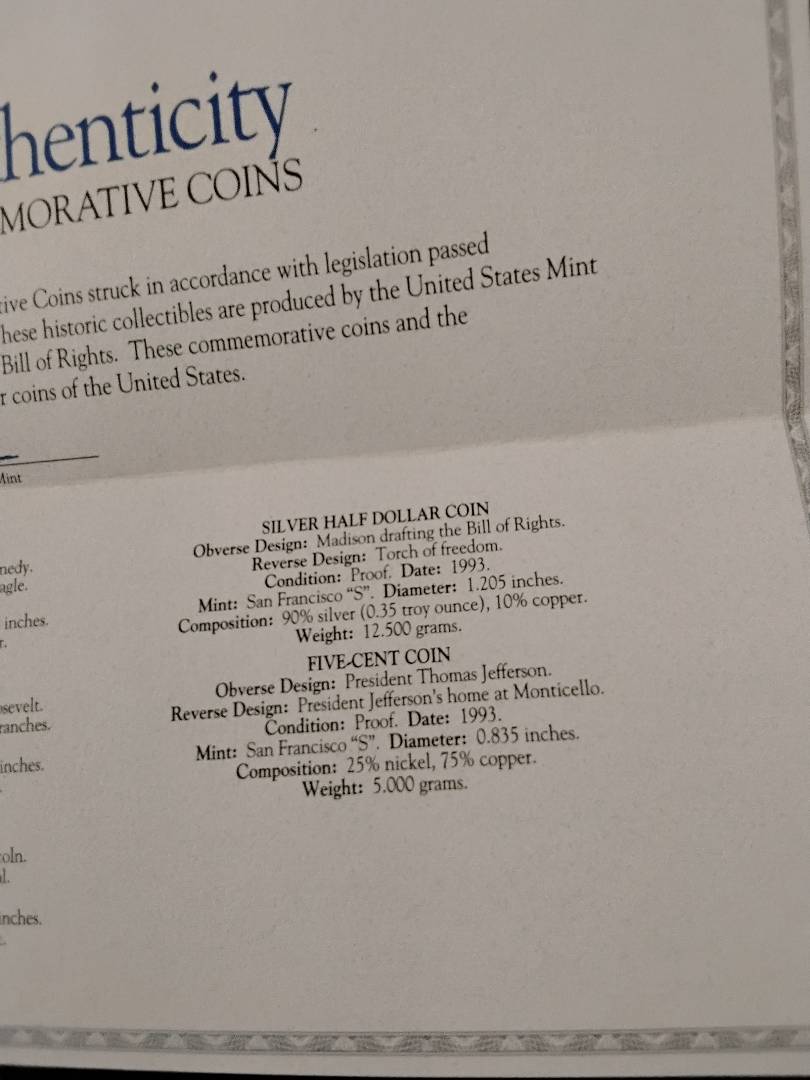 henticity
MORATIVE COINS
tive Coins struck in accordance with legislation passed
hese historic collectibles are produced by the United States Mint
Bill of Rights. These commemorative coins and the
r coins of the United States.
Mint
nedy.
agle.
inches.
r.
SILVER HALF DOLLAR COIN
Obverse Design: Madison drafting the Bill of Rights.
Reverse Design: Torch of freedom.
Condition: Proof. Date: 1993.
Mint: San Francisco “S”. Diameter: 1.205 inches.
Composition: 90% silver (0.35 troy ounce), 10% copper.
Weight: 12.500 grams.
osevelt.
ranches.
inches.
FIVE-CENT COIN
Obverse Design: President Thomas Jefferson.
Reverse Design: President Jefferson's home at Monticello.
Condition: Proof. Date: 1993.
Mint: San Francisco “S”. Diameter: 0.835 inches.
Composition: 25% nickel, 75% copper.
Weight: 5.000 grams.
coln.
al.
inches.